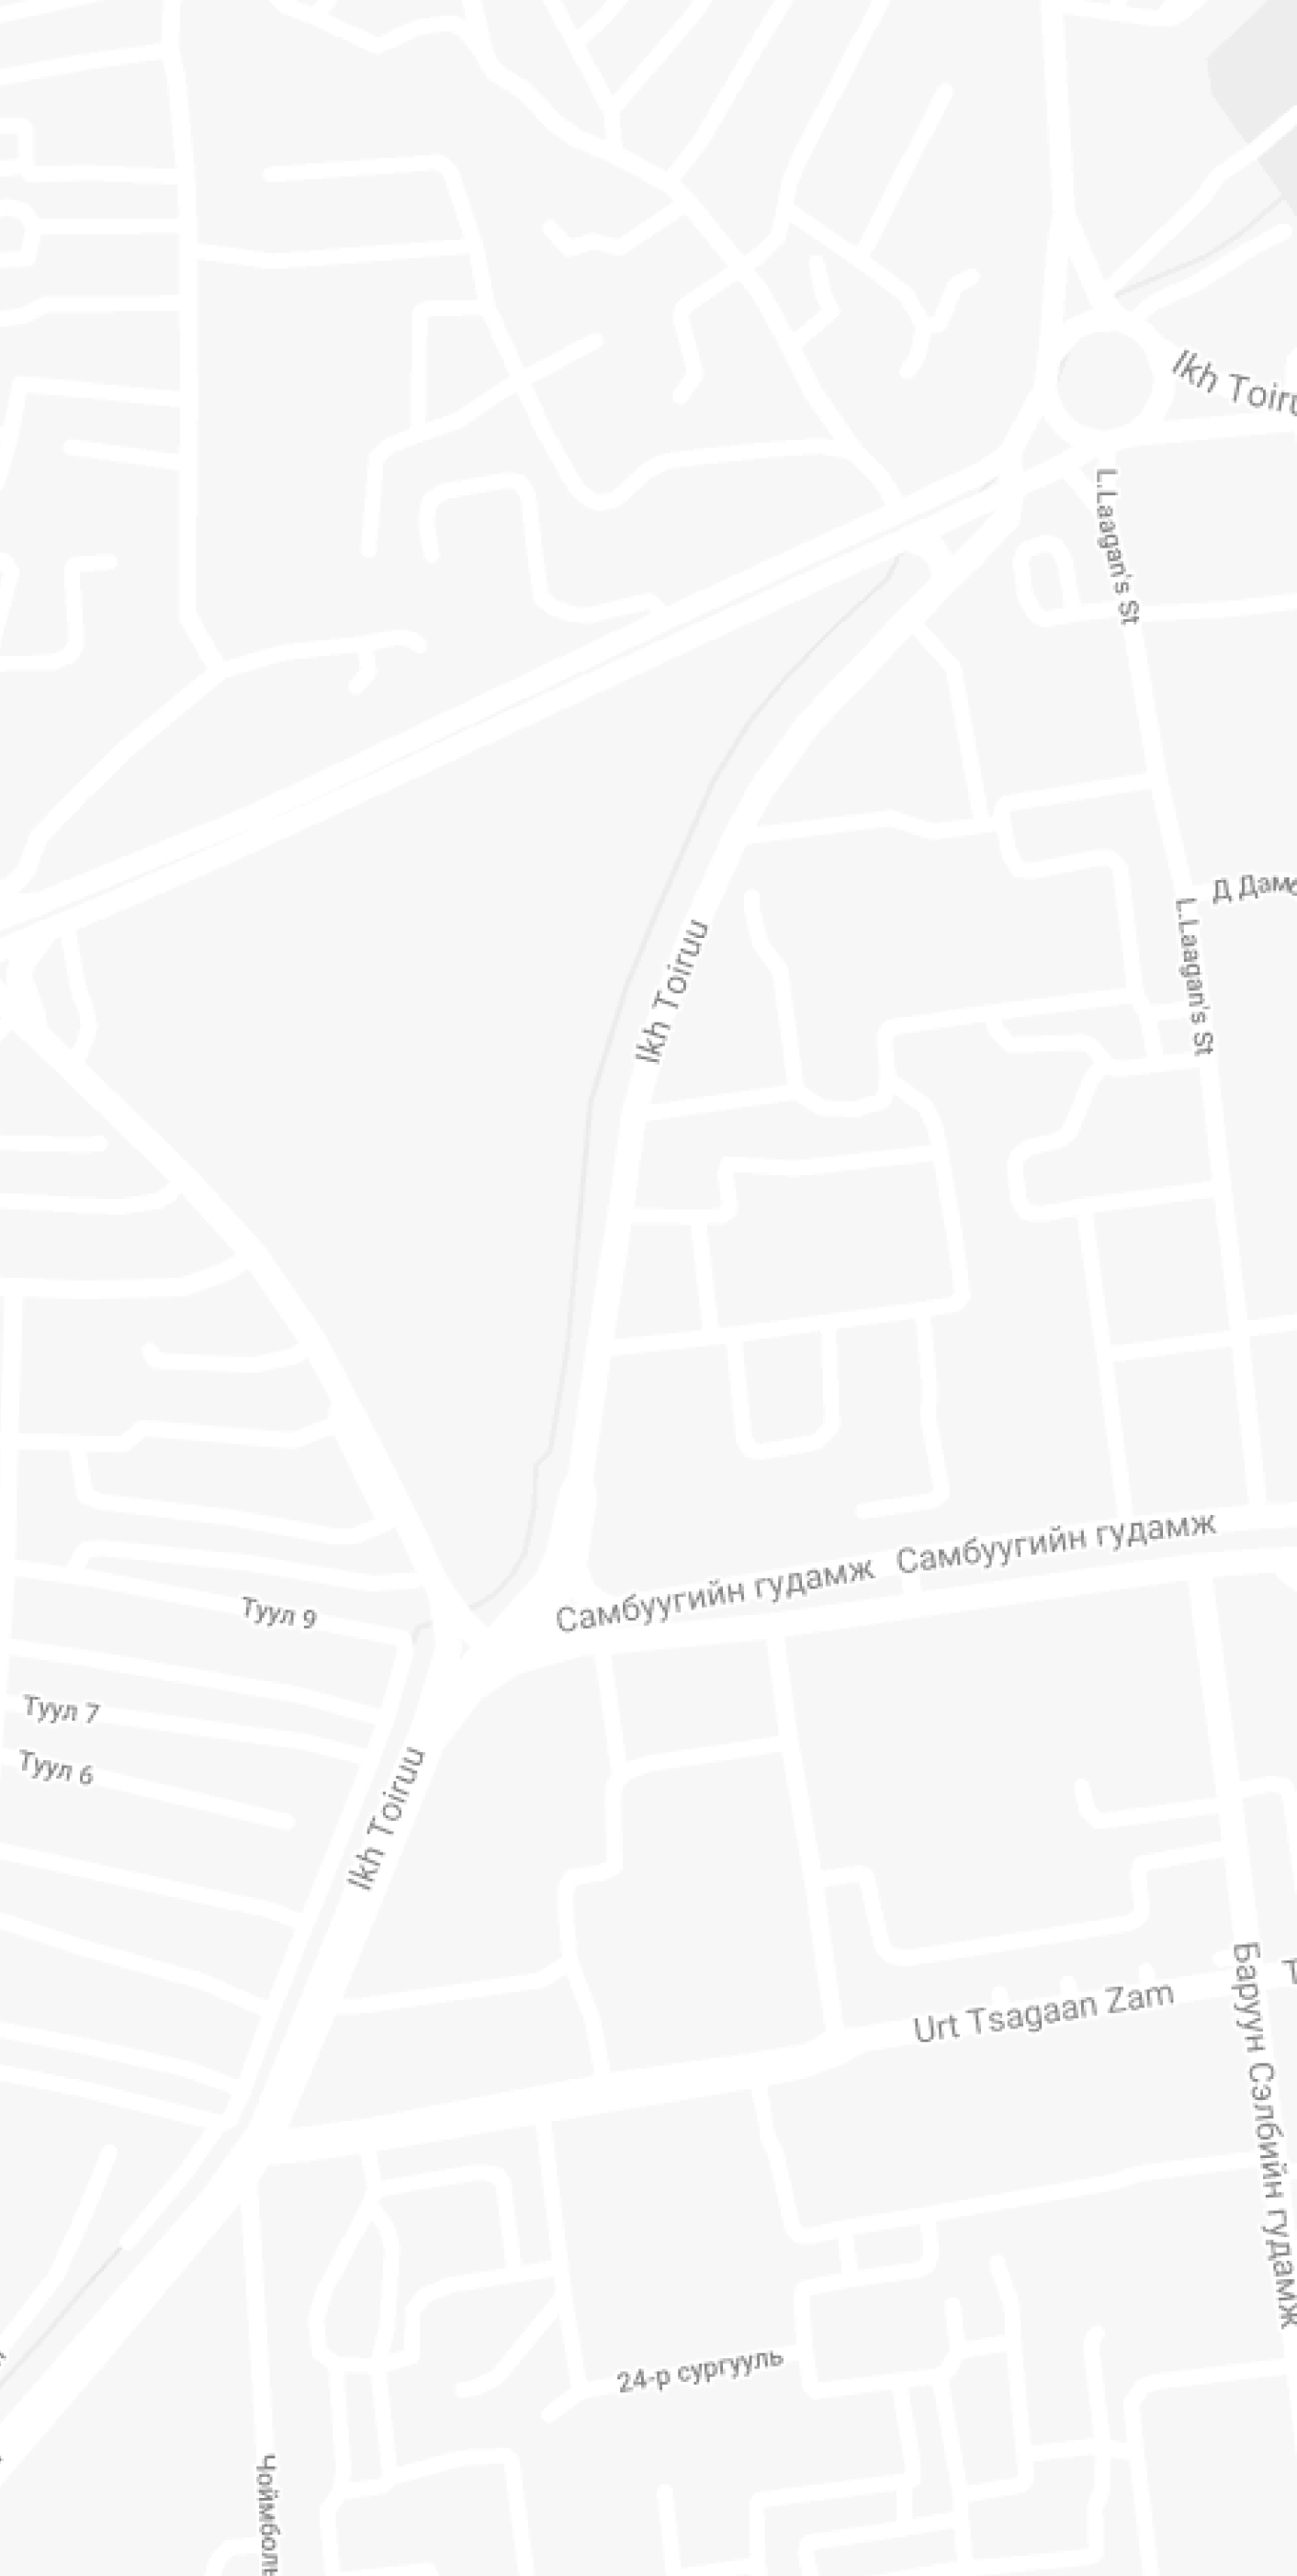 Ikh Toiru
L.Laagan's St
Д Дамб
L.Laagan's St
Ikh Toiruu
Самбуугийн гудамж
Самбуугийн гудамж
Туул 9
Туул 7
Туул 6
Ikh Toiruu
Urt Tsagaan Zam
Баруун Сэлбийн гудамж
24-р сургууль